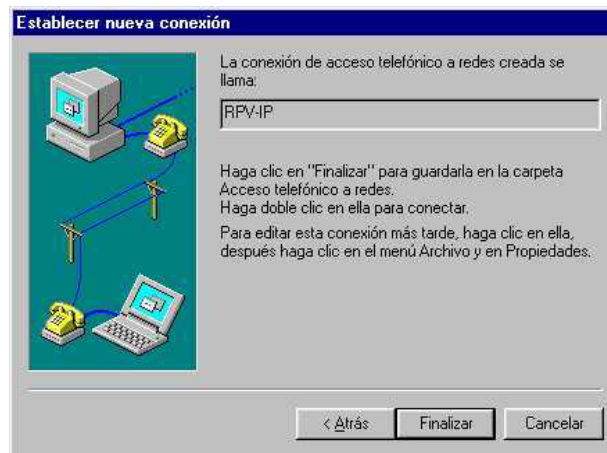 Establecer nueva conexión
La conexión de acceso telefónico a redes creada se
llama:
RPV-IP
Haga clic en "Finalizar" para guardarla en la carpeta
Acceso telefónico a redes.
Haga doble clic en ella para conectar.
Para editar esta conexión más tarde, haga clic en ella,
después haga clic en el menú Archivo y en Propiedades.
< Atrás
Finalizar
Cancelar